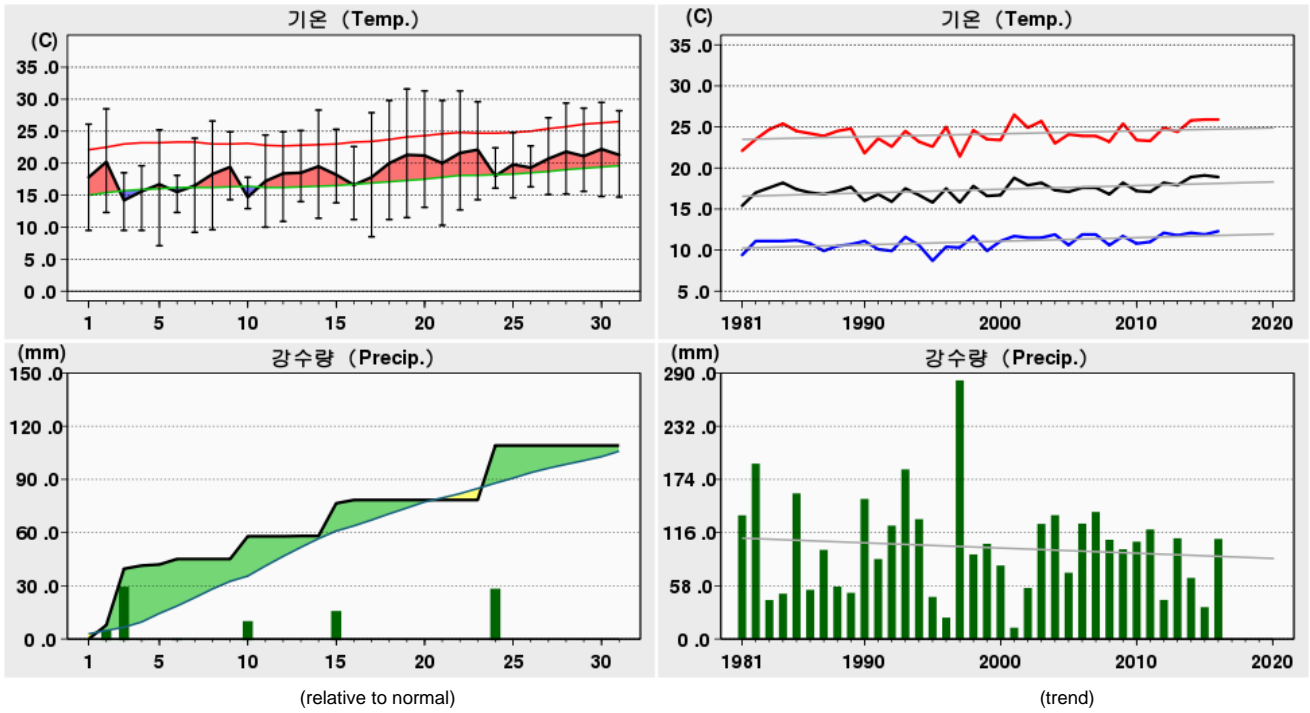 기온 (Temp.)
(C)
35 .0
30 .0
25 .0
20 .0
15 .0
10 .0
5 .0
0 .0
1 5 10 15 20 25 30
기온 (Temp.)
(C)
35 .0
30 .0
25 .0
20 .0
15 .0
10 .0
5 .0
1981 1990 2000 2010 2020
강수량 (Precip.)
(mm)
150 .0
120 .0
90 .0
60 .0
30 .0
0 .0
1 5 10 15 20 25 30
(relative to normal)
강수량 (Precip.)
(mm)
290 .0
232 .0
174 .0
116 .0
58 .0
0 .0
1981 1990 2000 2010 2020
(trend)